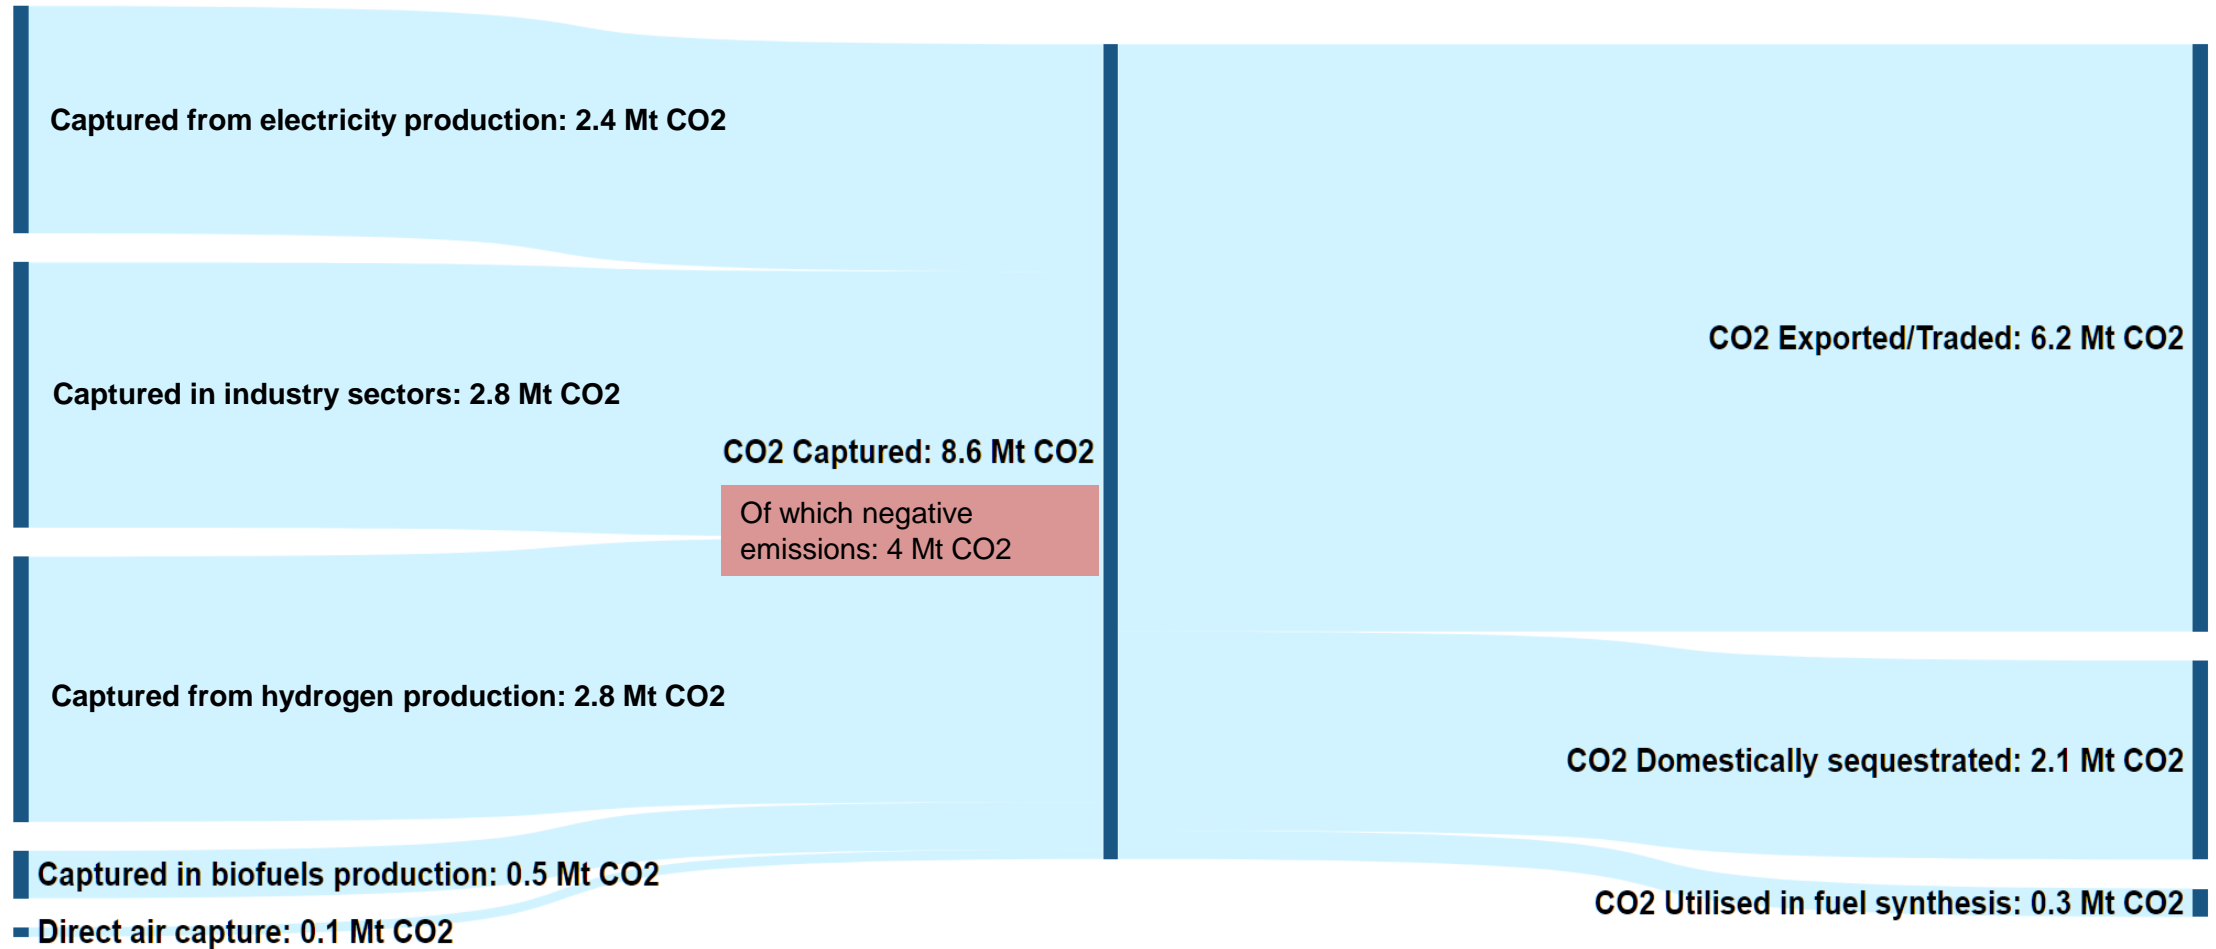 Captured from electricity production: 2.4 Mt CO2
Captured in industry sectors: 2.8 Mt CO2
Captured from hydrogen production: 2.8 Mt CO2
Captured in biofuels production: 0.5 Mt CO2
Direct air capture: 0.1 Mt CO2
CO2 Captured: 8.6 Mt CO2
Of which negative
emissions: 4 Mt CO2
CO2 Exported/Traded: 6.2 Mt CO2
CO2 Domestically sequestrated: 2.1 Mt CO2
CO2 Utilised in fuel synthesis: 0.3 Mt CO2